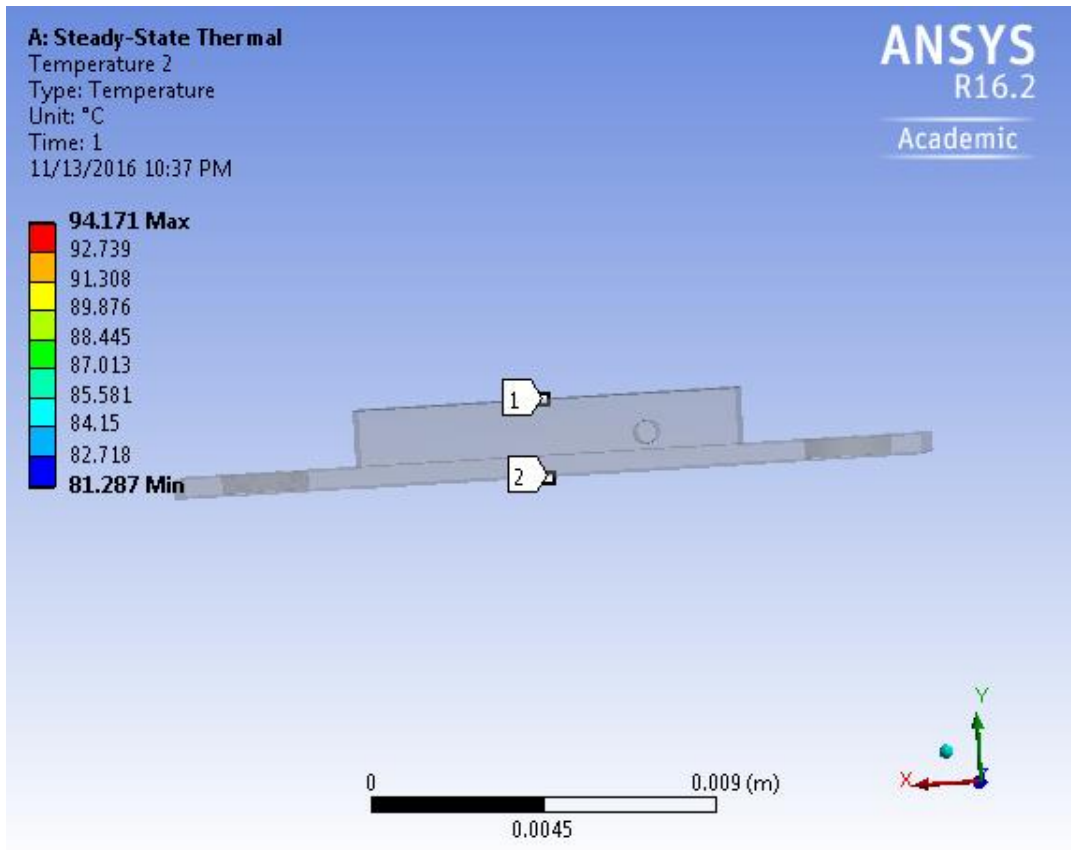 A: Steady-State Thermal
Temperature 2
Type: Temperature
Unit: °C
Time: 1
11/13/2016 10:37 PM
ANSYS
R16.2
Academic
94.171 Max
92.739
91.308
89.876
88.445
87.013
85.581
84.15
82.718
81.287 Min
1
2
0
0.009 (m)
0.0045
Y
X